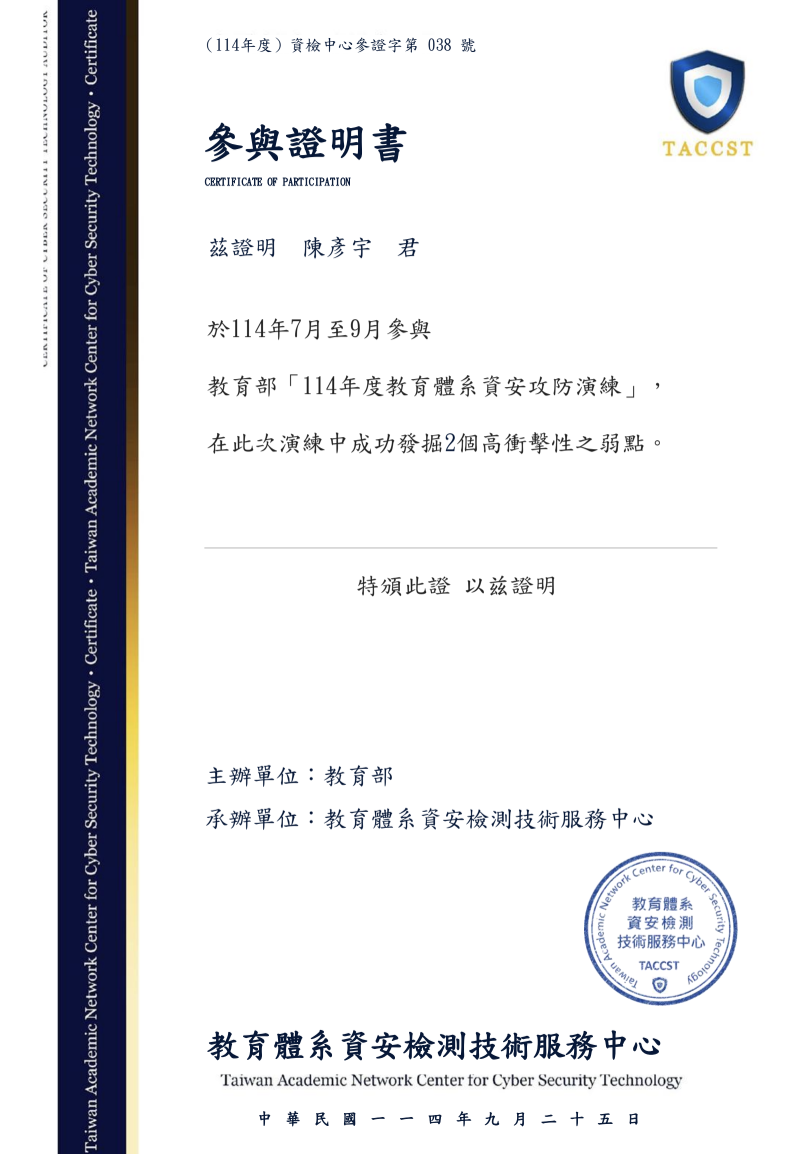 （114年度）資檢中心參證字第 038 號
TACCST
參與證明書
CERTIFICATE OF PARTICIPATION
茲證明 陳彥宇 君
於114年7月至9月參與
教育部「114年度教育體系資安攻防演練」，
在此次演練中成功發掘2個高衝擊性之弱點。
特頒此證 以茲證明
主辦單位：教育部
承辦單位：教育體系資安檢測技術服務中心
Taiwan Academic Network Center for Cyber Security Technology
教育體系
資安檢測
技術服務中心
TACCST
教育體系資安檢測技術服務中心
Taiwan Academic Network Center for Cyber Security Technology
中華民國一一四年九月二十五日
Taiwan Academic Network Center for Cyber Security Technology • Certificate • Taiwan Academic Network Center for Cyber Security Technology • Certificate